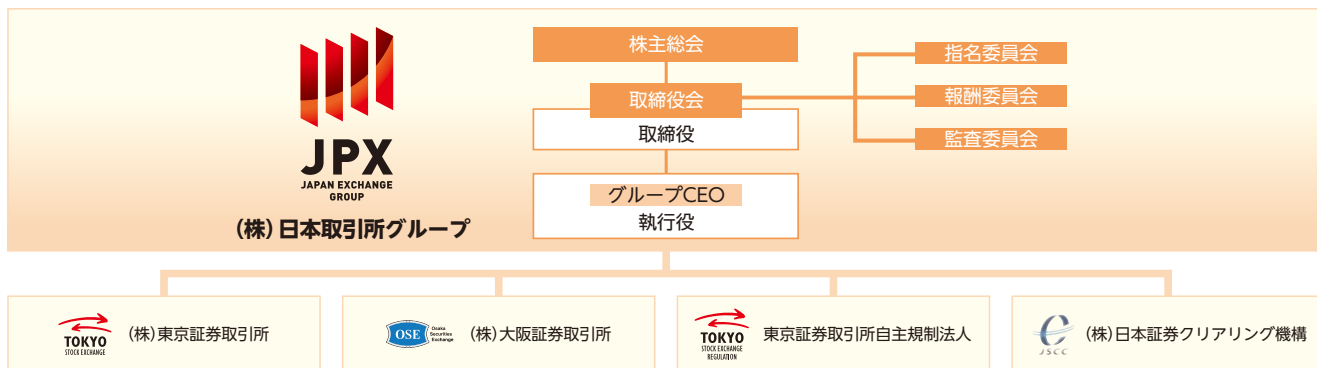 JPX
JAPAN EXCHANGE
GROUP
(株)日本取引所グループ
株主総会
取締役会
取締役
グループCEO
執行役
指名委員会
報酬委員会
監査委員会
TOKYO
STOCK EXCHANGE
(株)東京証券取引所
OSE
Osaka
Securities
Exchange
(株)大阪証券取引所
TOKYO
STOCK EXCHANGE
REGULATION
東京証券取引所自主規制法人
JSCC
(株)日本証券クリアリング機構